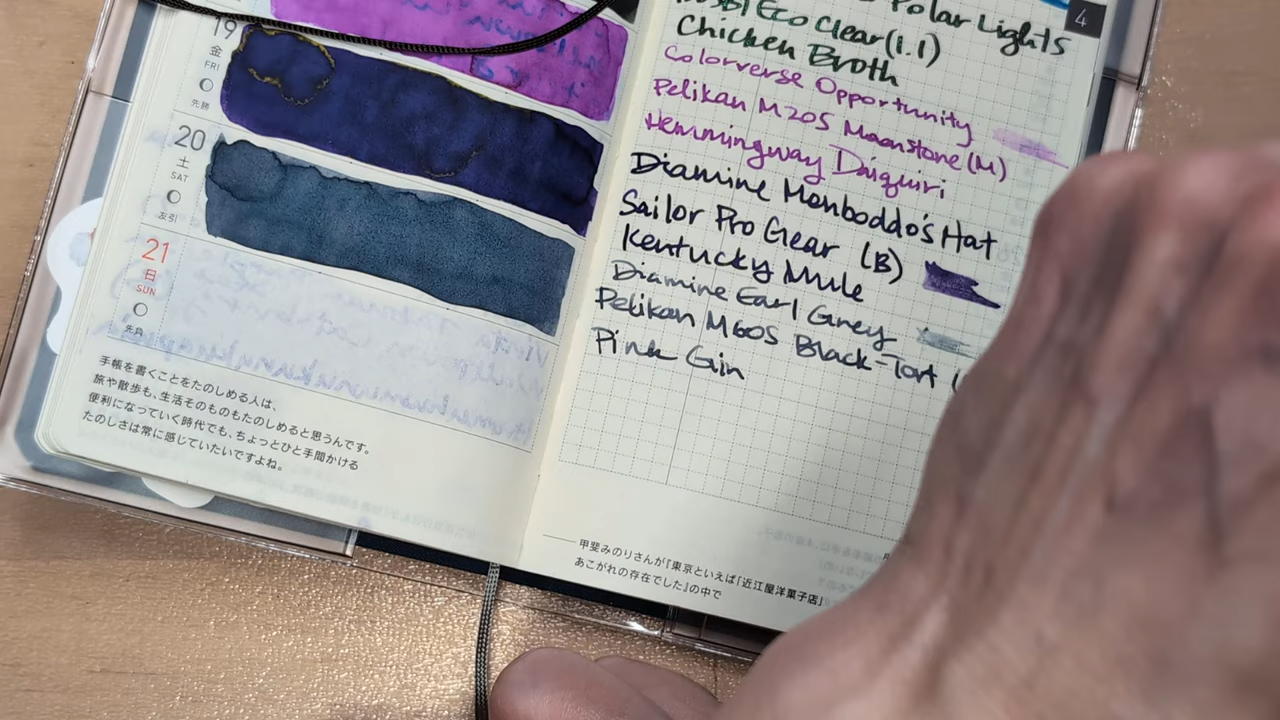 19
金
FRI
先勝
20
土
SAT
友引
21
日
SUN
先負
手帳を書くことをたのしめる人は、
旅や散歩も、生活そのものもたのしめると思うんです。
便利になっていく時代でも、ちょっとひと手間かける
たのしさは常に感じていたいですよね。
4
Polar Lights
Eco Clear (1.1)
Chicken Broth
Colorverse Opportunity
Pelikan M205 Moonstone (M)
Hemmingway Daiquiri
Diamine Monboddo's Hat
Sailor Pro Gear (B)
Kentucky Mule
Diamine Earl Grey
Pelikan M605 Black-Tort (
Pink Gin
甲斐みのりさんが『東京といえば「近江屋洋菓子店」
あこがれの存在でした』の中で